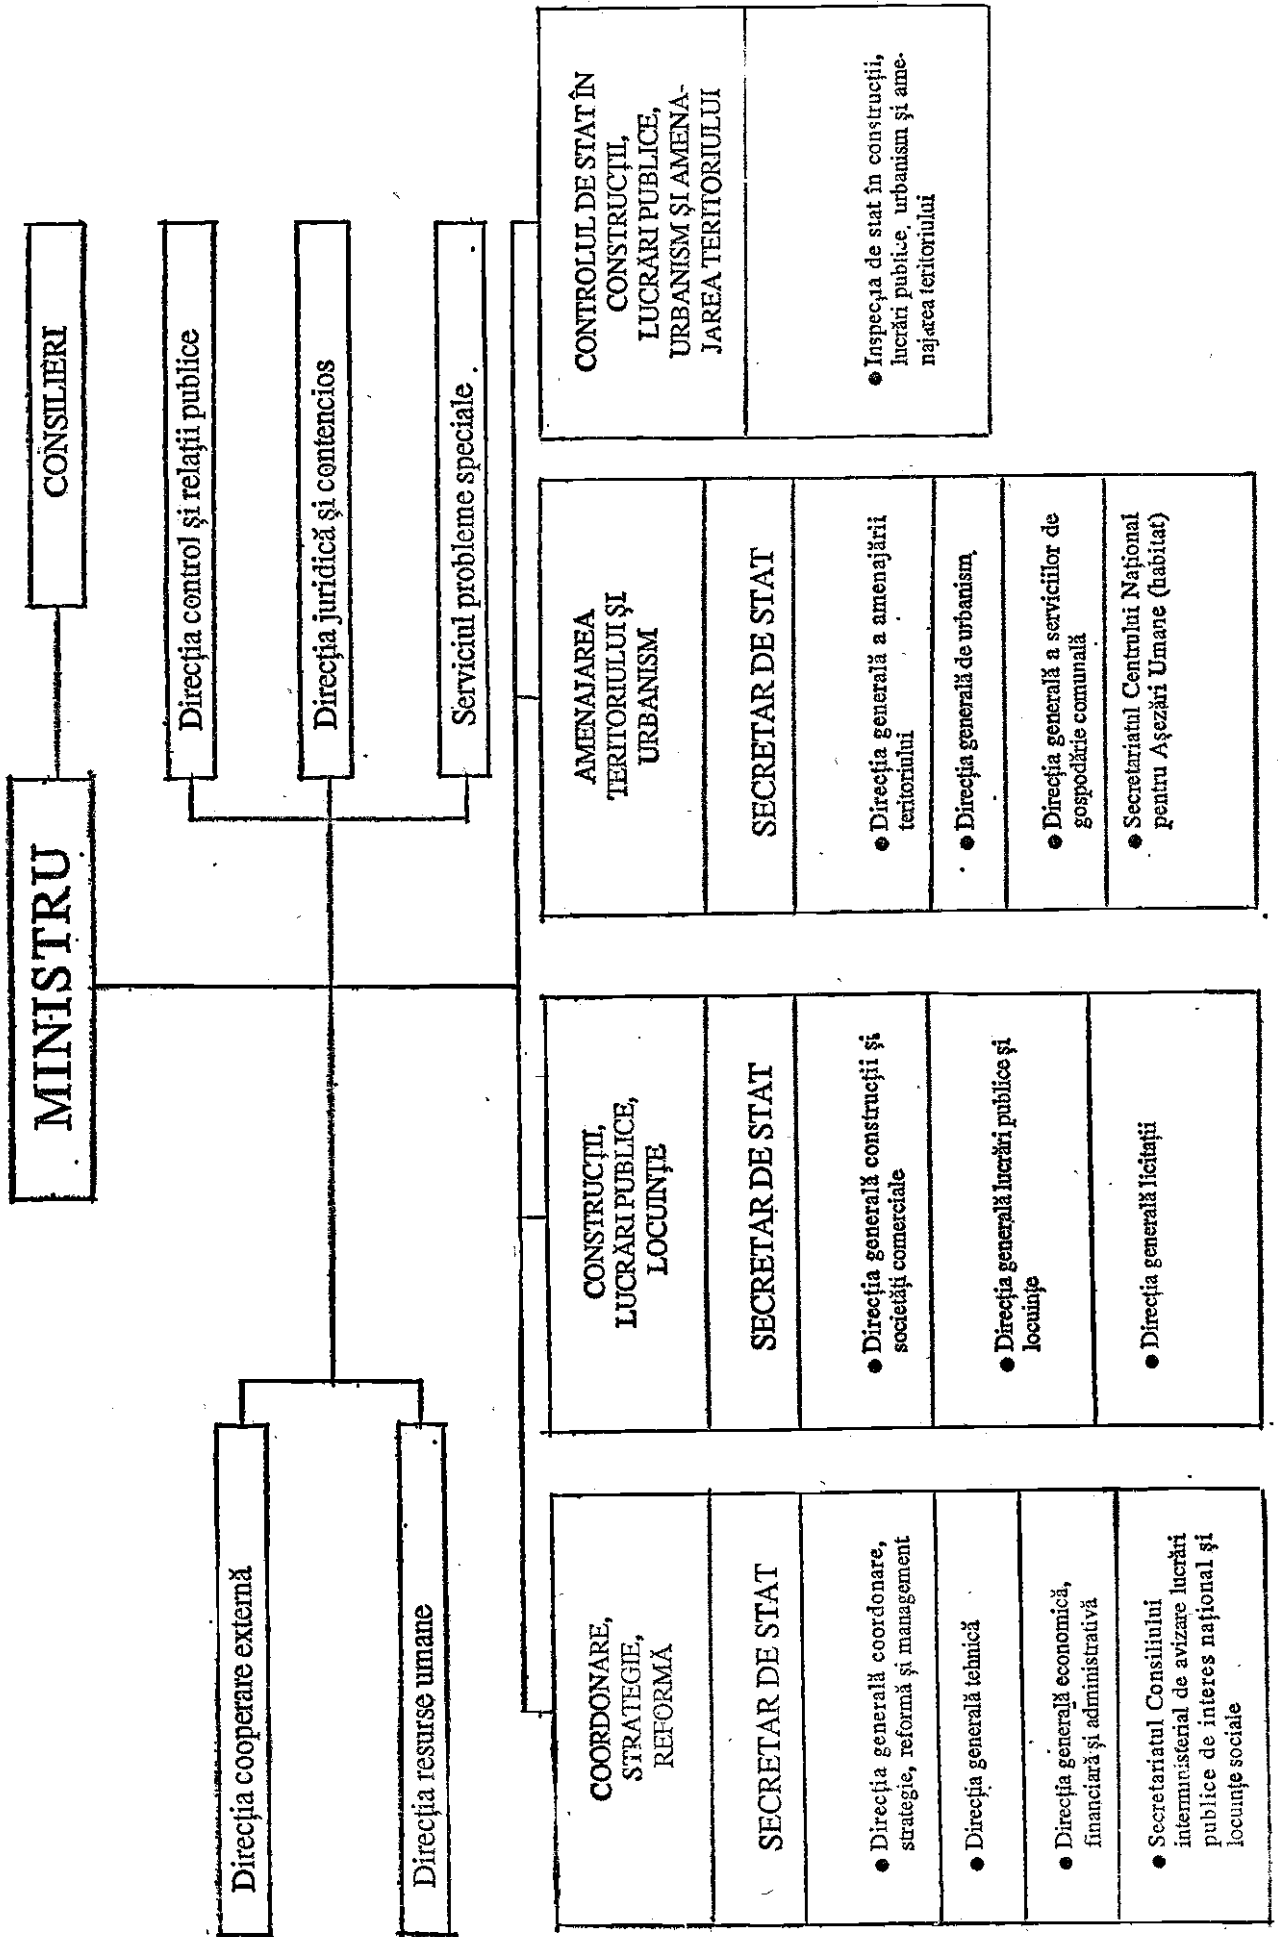 MINISTRU
CONSILIERI
Direcția cooperare externă
Direcția resurse umane
Direcția control și relații publice
Direcția juridică și contencios
Serviciul probleme speciale
COORDONARE,
STRATEGIE,
REFORMĂ
SECRETAR DE STAT
● Direcția generală coordonare,
strategie, reformă și management
● Direcția generală tehnică
● Direcția generală economică,
financiară și administrativă
● Secretariatul Consiliului
interministerial de avizare lucrări
publice de interes național și
locuințe sociale
CONSTRUCȚII,
LUCRĂRI PUBLICE,
LOCUINȚE
SECRETAR DE STAT
● Direcția generală construcții și
societăți comerciale
● Direcția generală lucrări publice și
locuințe
● Direcția generală licitații
AMENAJAREA
TERITORIULUI ȘI
URBANISM
SECRETAR DE STAT
● Direcția generală a amenajării
teritoriului
● Direcția generală de urbanism
● Direcția generală a serviciilor de
gospodărie comunală
● Secretariatul Centrului Național
pentru Așezări Umane (habitat)
CONTROLUL DE STAT ÎN
CONSTRUCȚII,
LUCRĂRI PUBLICE,
URBANISM ȘI AMENA-
JAREA TERITORIULUI
● Inspecția de stat în construcții,
lucrări publice, urbanism și ame-
najarea teritoriului